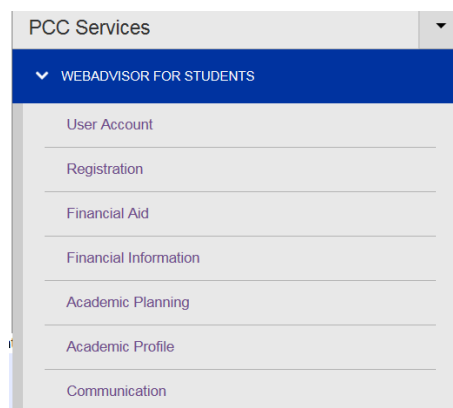 PCC Services
WEBADVISOR FOR STUDENTS
User Account
Registration
Financial Aid
Financial Information
Academic Planning
Academic Profile
Communication